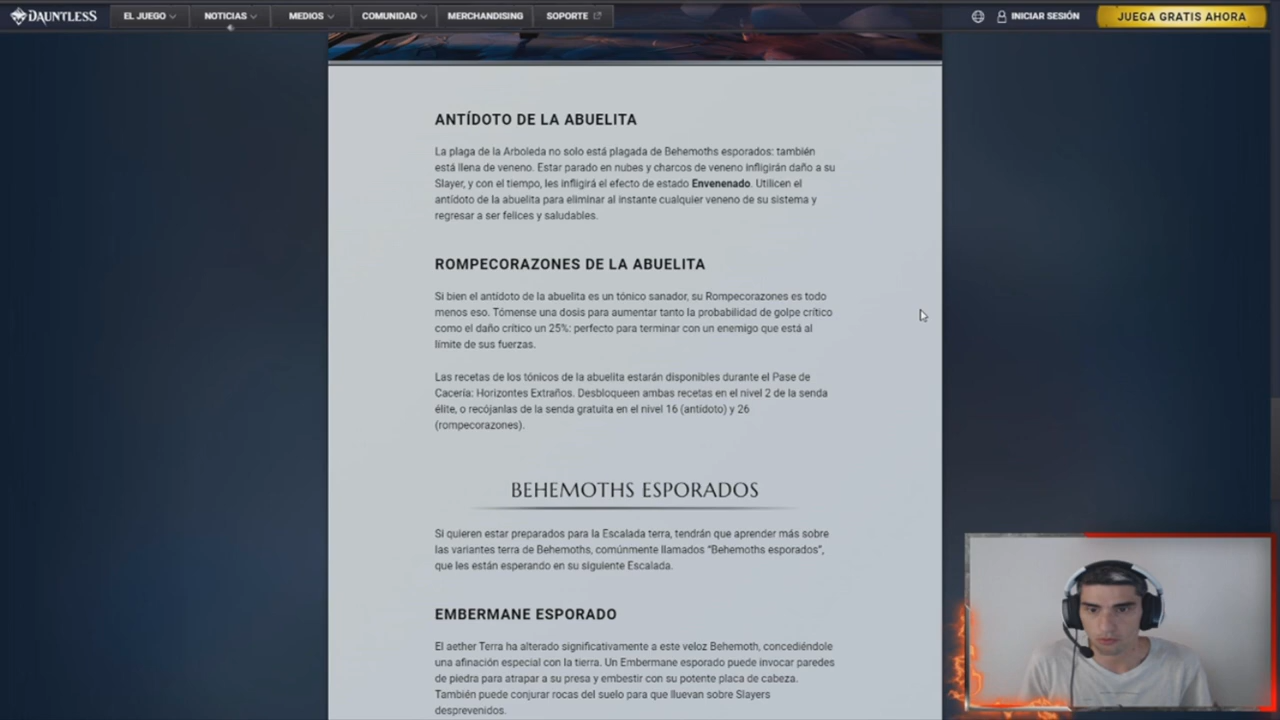 DAUNTLESS
EL JUEGO
NOTICIAS
MEDIOS
COMUNIDAD
MERCHANDISING
SOPORTE
INICIAR SESIÓN
JUEGA GRATIS AHORA
ANTÍDOTO DE LA ABUELITA
La plaga de la Arboleda no solo está plagada de Behemoths esporados: también
está llena de veneno. Estar parado en nubes y charcos de veneno infligirán daño a su
Slayer, y con el tiempo, les infligirá el efecto de estado Envenenado. Utilicen el
antídoto de la abuelita para eliminar al instante cualquier veneno de su sistema y
regresar a ser felices y saludables.
ROMPECORAZONES DE LA ABUELITA
Si bien el antídoto de la abuelita es un tónico sanador, su Rompecorazones es todo
menos eso. Tómense una dosis para aumentar tanto la probabilidad de golpe crítico
como el daño crítico un 25%: perfecto para terminar con un enemigo que está al
límite de sus fuerzas.
Las recetas de los tónicos de la abuelita estarán disponibles durante el Pase de
Cacería: Horizontes Extraños. Desbloqueen ambas recetas en el nivel 2 de la senda
élite, o recójanlas de la senda gratuita en el nivel 16 (antídoto) y 26
(rompecorazones).
BEHEMOTHS ESPORADOS
Si quieren estar preparados para la Escalada terra, tendrán que aprender más sobre
las variantes terra de Behemoths, comúnmente llamados “Behemoths esporados”,
que les están esperando en su siguiente Escalada.
EMBERMANE ESPORADO
El aether Terra ha alterado significativamente a este veloz Behemoth, concediéndole
una afinación especial con la tierra. Un Embermane esporado puede invocar paredes
de piedra para atrapar a su presa y embestir con su potente placa de cabeza.
También puede conjurar rocas del suelo para que lluevan sobre Slayers
desprevenidos.